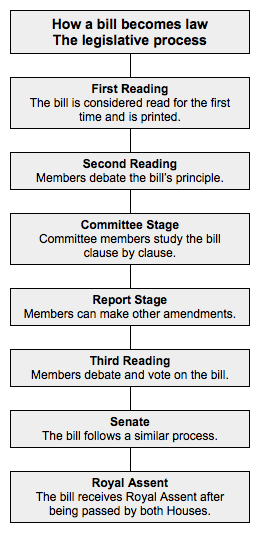 How a bill becomes law
The legislative process
First Reading
The bill is considered read for the first
time and is printed.
Second Reading
Members debate the bill's principle.
Committee Stage
Committee members study the bill
clause by clause.
Report Stage
Members can make other amendments.
Third Reading
Members debate and vote on the bill.
Senate
The bill follows a similar process.
Royal Assent
The bill receives Royal Assent after
being passed by both Houses.